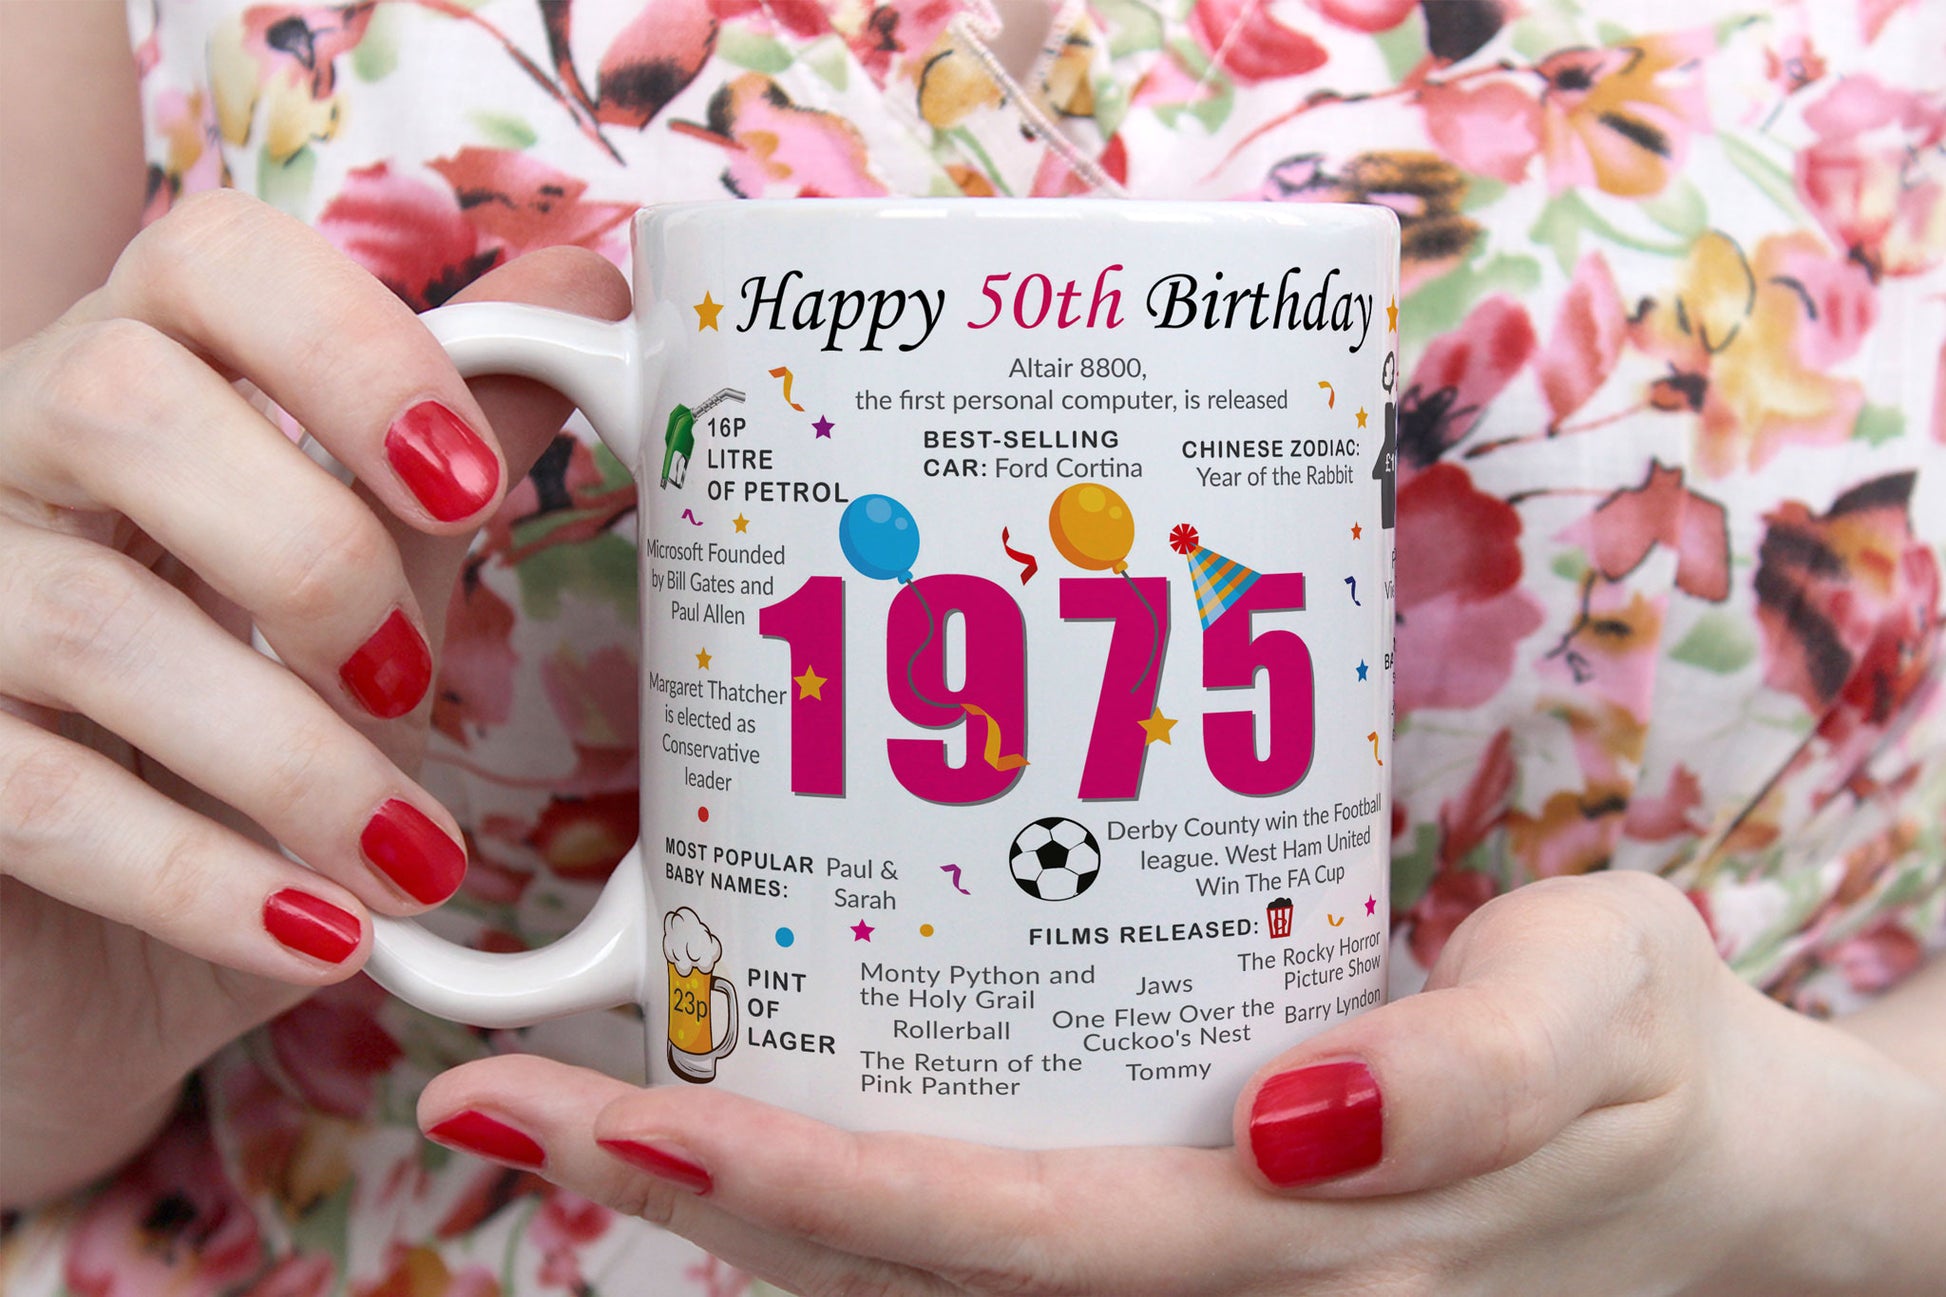 Happy 50th Birthday
Altair 8800,
the first personal computer, is released
16P
LITRE
OF PETROL
BEST-SELLING
CAR: Ford Cortina
CHINESE ZODIAC:
Year of the Rabbit
Microsoft Founded
by Bill Gates and
Paul Allen
1975
Margaret Thatcher
is elected as
Conservative
leader
Derby County win the Football
league. West Ham United
Win The FA Cup
MOST POPULAR
BABY NAMES:
Paul &
Sarah
FILMS RELEASED:
Monty Python and
the Holy Grail
Jaws
The Rocky Horror
Picture Show
Rollerball
One Flew Over the
Cuckoo's Nest
Barry Lyndon
The Return of the
Pink Panther
Tommy
23p
PINT
OF
LAGER